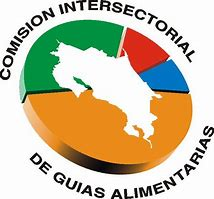 COMISION INTERSECTORIAL
DE GUIAS ALIMENTARIAS